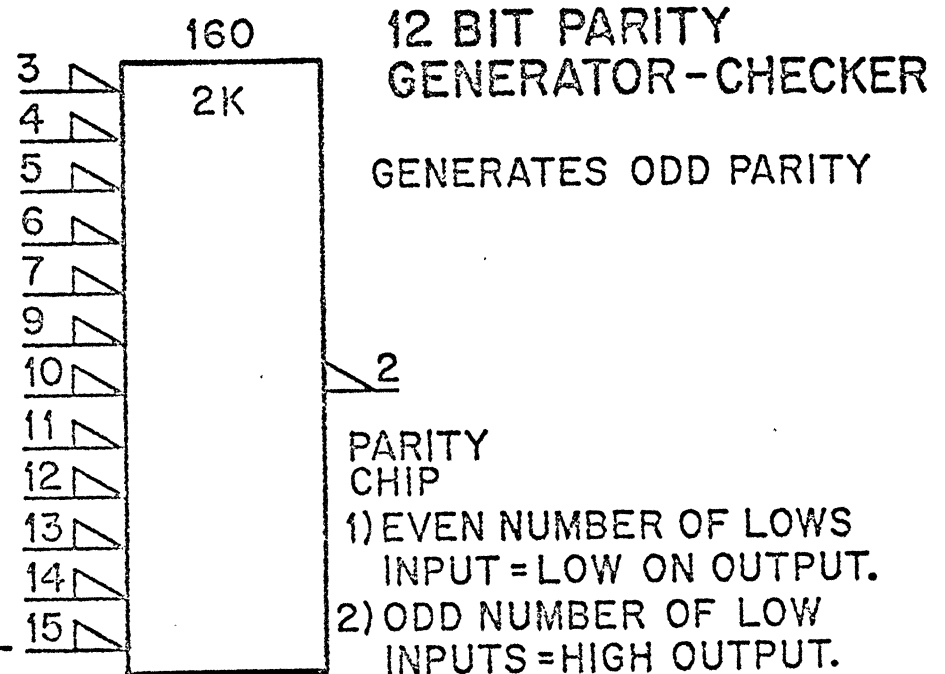 160
12 BIT PARITY
GENERATOR-CHECKER
2K
GENERATES ODD PARITY
3
4
5
6
7
9
10
11
12
13
14
15
2
PARITY
CHIP
1) EVEN NUMBER OF LOWS
INPUT = LOW ON OUTPUT.
2) ODD NUMBER OF LOW
INPUTS = HIGH OUTPUT.